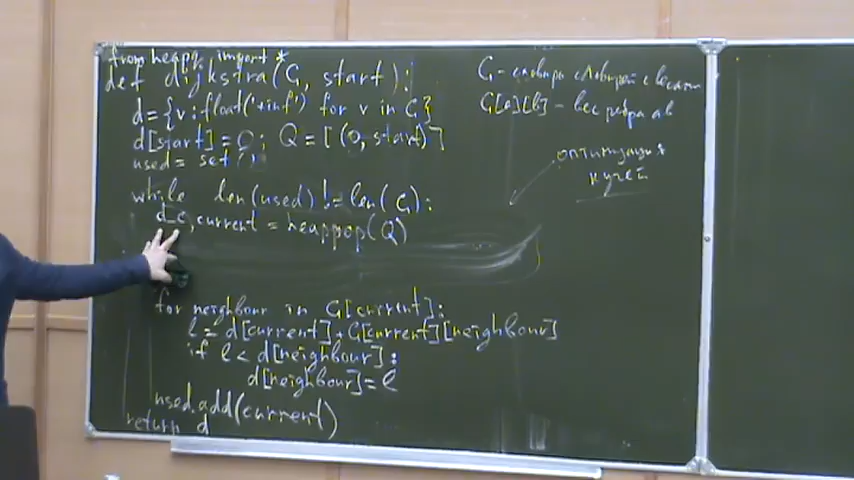 from heapq import *
def dijkstra(G, start):
d={v:float('+inf') for v in G}
d[start]=0; Q=[(0,start)]
used = set()
while len(used) != len(G):
d_c, current = heappop(Q)
for neighbour in G[current]:
l = d[current]+G[current][neighbour]
if l < d[neighbour]:
d[neighbour]=l
used.add(current)
return d
G - словарь словарей с весами
G[a][b] - вес ребра ab
оптимизация
кучей